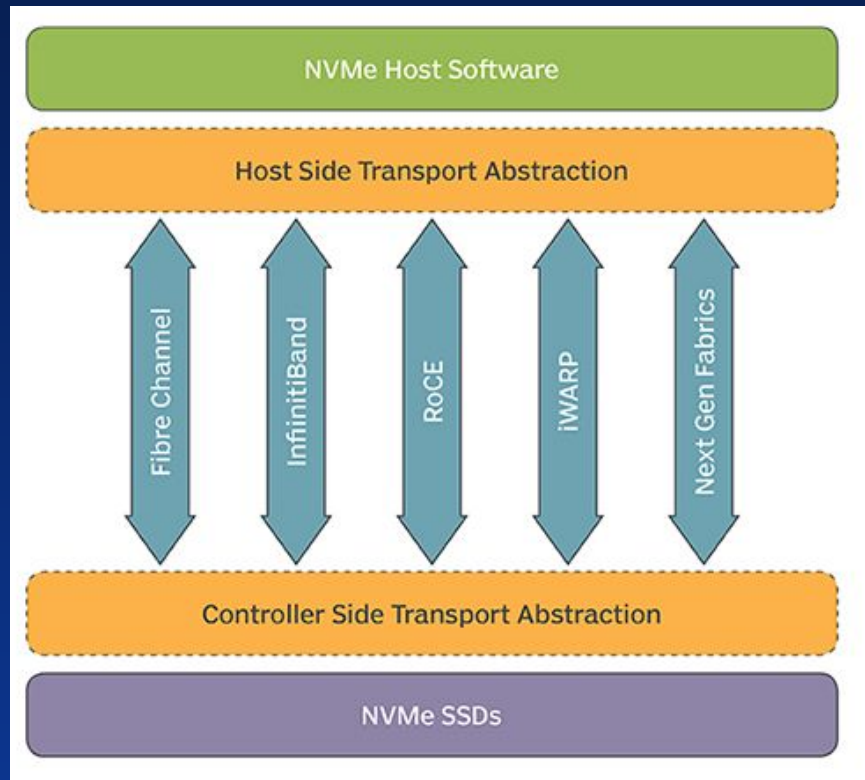 NVMe Host Software
Host Side Transport Abstraction
Fibre Channel
InfiinitiBand
RoCE
iWARP
Next Gen Fabrics
Controller Side Transport Abstraction
NVMe SSDs